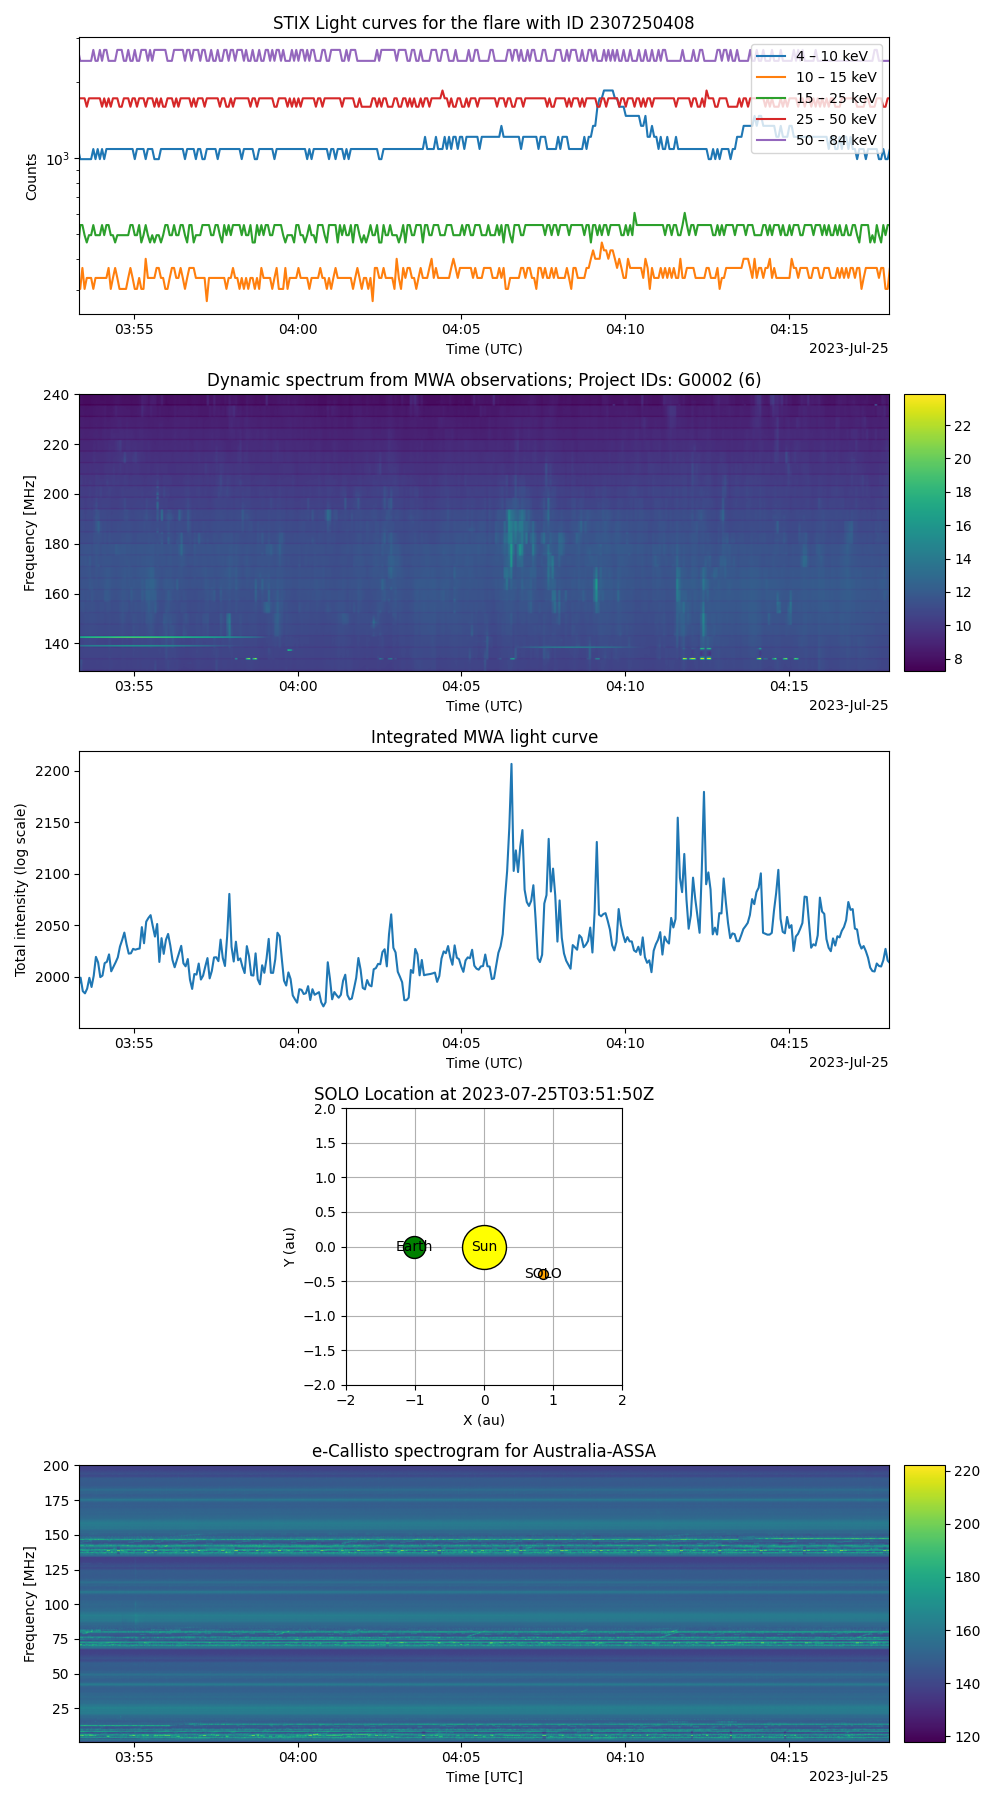 STIX Light curves for the flare with ID 2307250408
4 – 10 keV
10 – 15 keV
15 – 25 keV
25 – 50 keV
50 – 84 keV
10³
Counts
03:55 04:00 04:05 04:10 04:15
Time (UTC)
2023-Jul-25
Dynamic spectrum from MWA observations; Project IDs: G0002 (6)
240
220
200
180
160
140
Frequency [MHz]
22
20
18
16
14
12
10
8
03:55 04:00 04:05 04:10 04:15
Time (UTC)
2023-Jul-25
Integrated MWA light curve
2200
2150
2100
2050
2000
Total intensity (log scale)
03:55 04:00 04:05 04:10 04:15
Time (UTC)
2023-Jul-25
SOLO Location at 2023-07-25T03:51:50Z
2.0
1.5
1.0
0.5
0.0
−0.5
−1.0
−1.5
−2.0
Y (au)
Earth
Sun
SOLO
−2 −1 0 1 2
X (au)
e-Callisto spectrogram for Australia-ASSA
200
175
150
125
100
75
50
25
Frequency [MHz]
220
200
180
160
140
120
03:55 04:00 04:05 04:10 04:15
Time [UTC]
2023-Jul-25